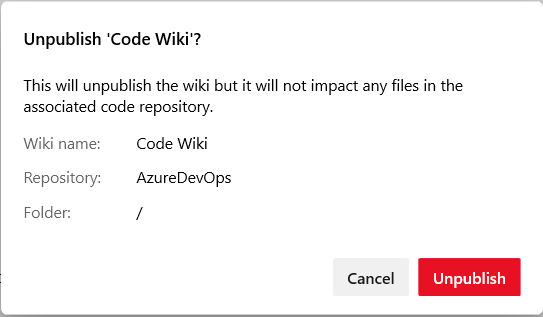 Unpublish 'Code Wiki'?
This will unpublish the wiki but it will not impact any files in the
associated code repository.
Wiki name: Code Wiki
Repository: AzureDevOps
Folder: /
Cancel Unpublish